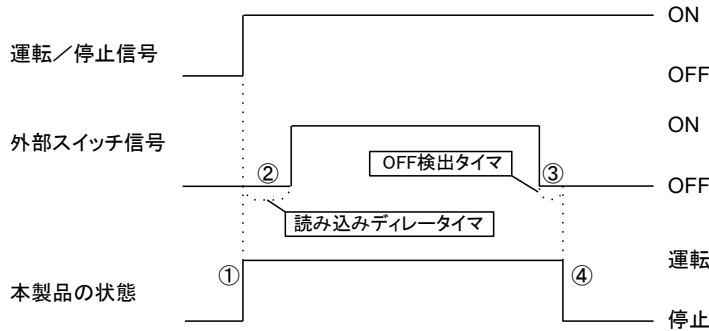 ON
運転／停止信号
OFF
ON
外部スイッチ信号
② OFF検出タイマ ③
OFF
読み込みディレータイマ
運転
① ④
本製品の状態
停止